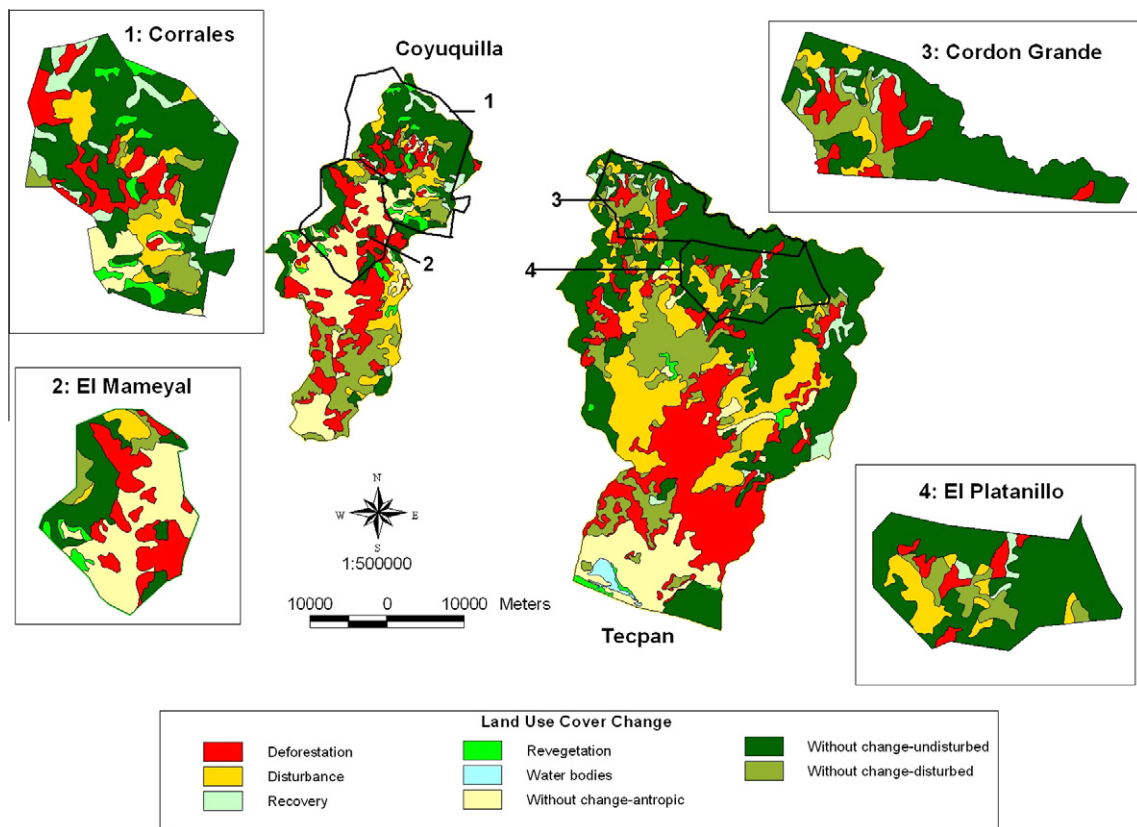 1: Corrales
Coyuquilla
1
2
3: Cordon Grande
3
4
2: El Mameyal
N
W E
S
1:500000
10000 0 10000 Meters
Tecpan
4: El Platanillo
Land Use Cover Change
Deforestation
Disturbance
Recovery
Revegetation
Water bodies
Without change-antropic
Without change-undisturbed
Without change-disturbed